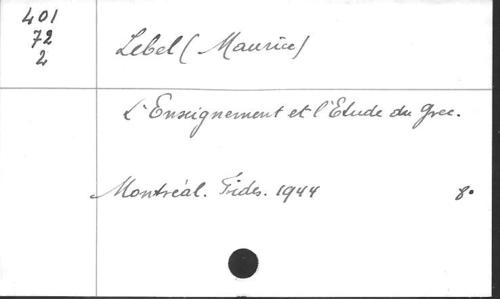 401
72
2
Lebel (Maurice)
L'Enseignement et l'Etude du Grec.
Montréal. Fides. 1944 8°